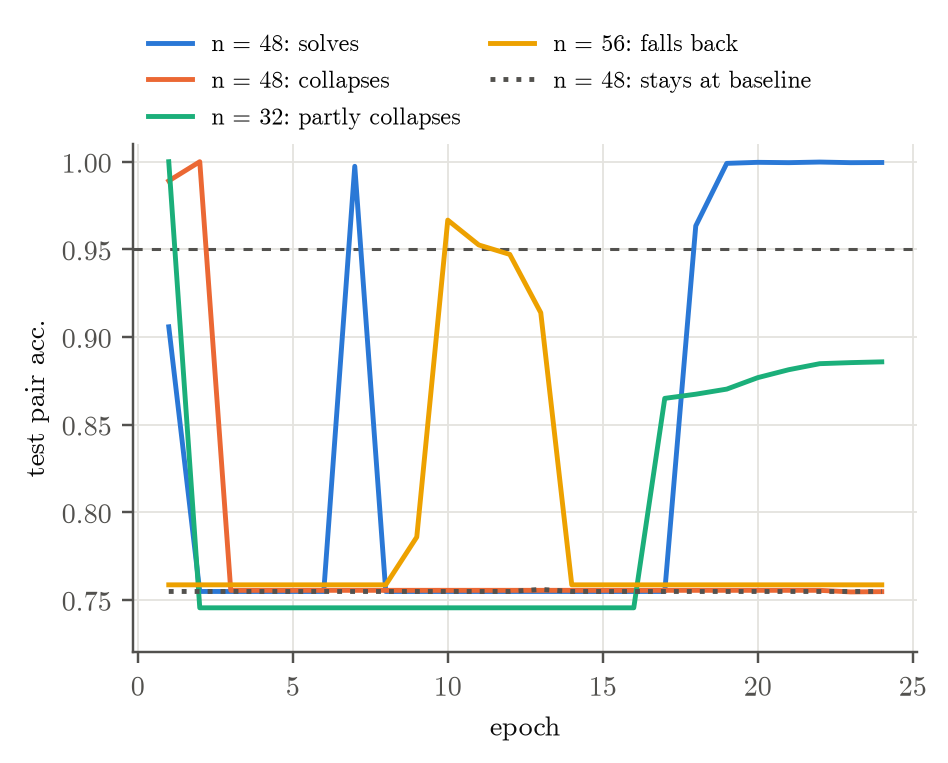 n = 48: solves
n = 48: collapses
n = 32: partly collapses
n = 56: falls back
n = 48: stays at baseline
1.00
0.95
0.90
0.85
0.80
0.75
test pair acc.
0 5 10 15 20 25
epoch